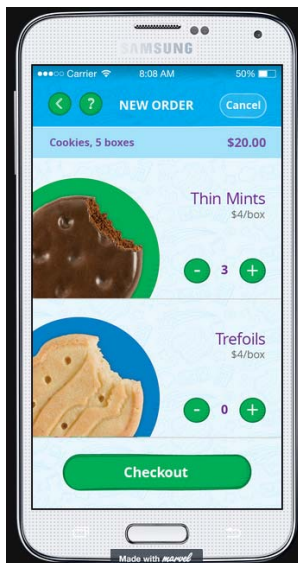 SAMSUNG
Carrier 8:08 AM 50%
< ? NEW ORDER Cancel
Cookies, 5 boxes $20.00
Thin Mints
$4/box
- 3 +
Trefoils
$4/box
- 0 +
Checkout
Made with marvel